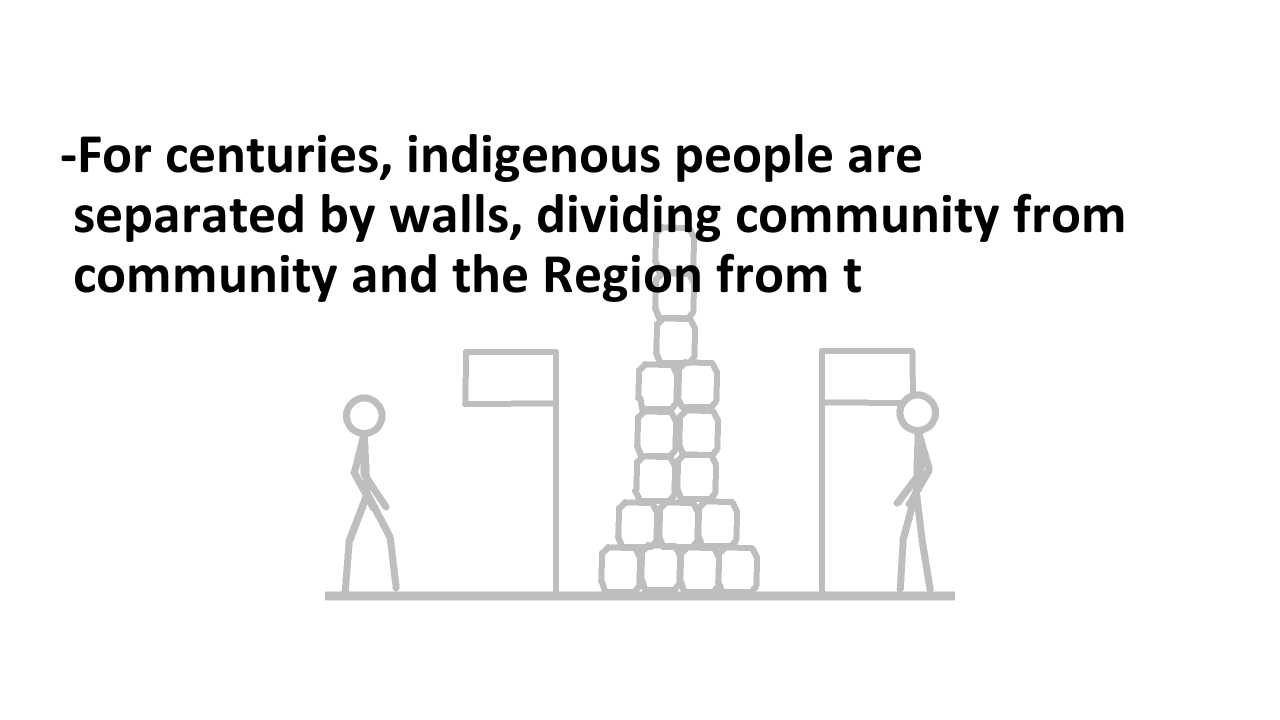 -For centuries, indigenous people are
separated by walls, dividing community from
community and the Region from t